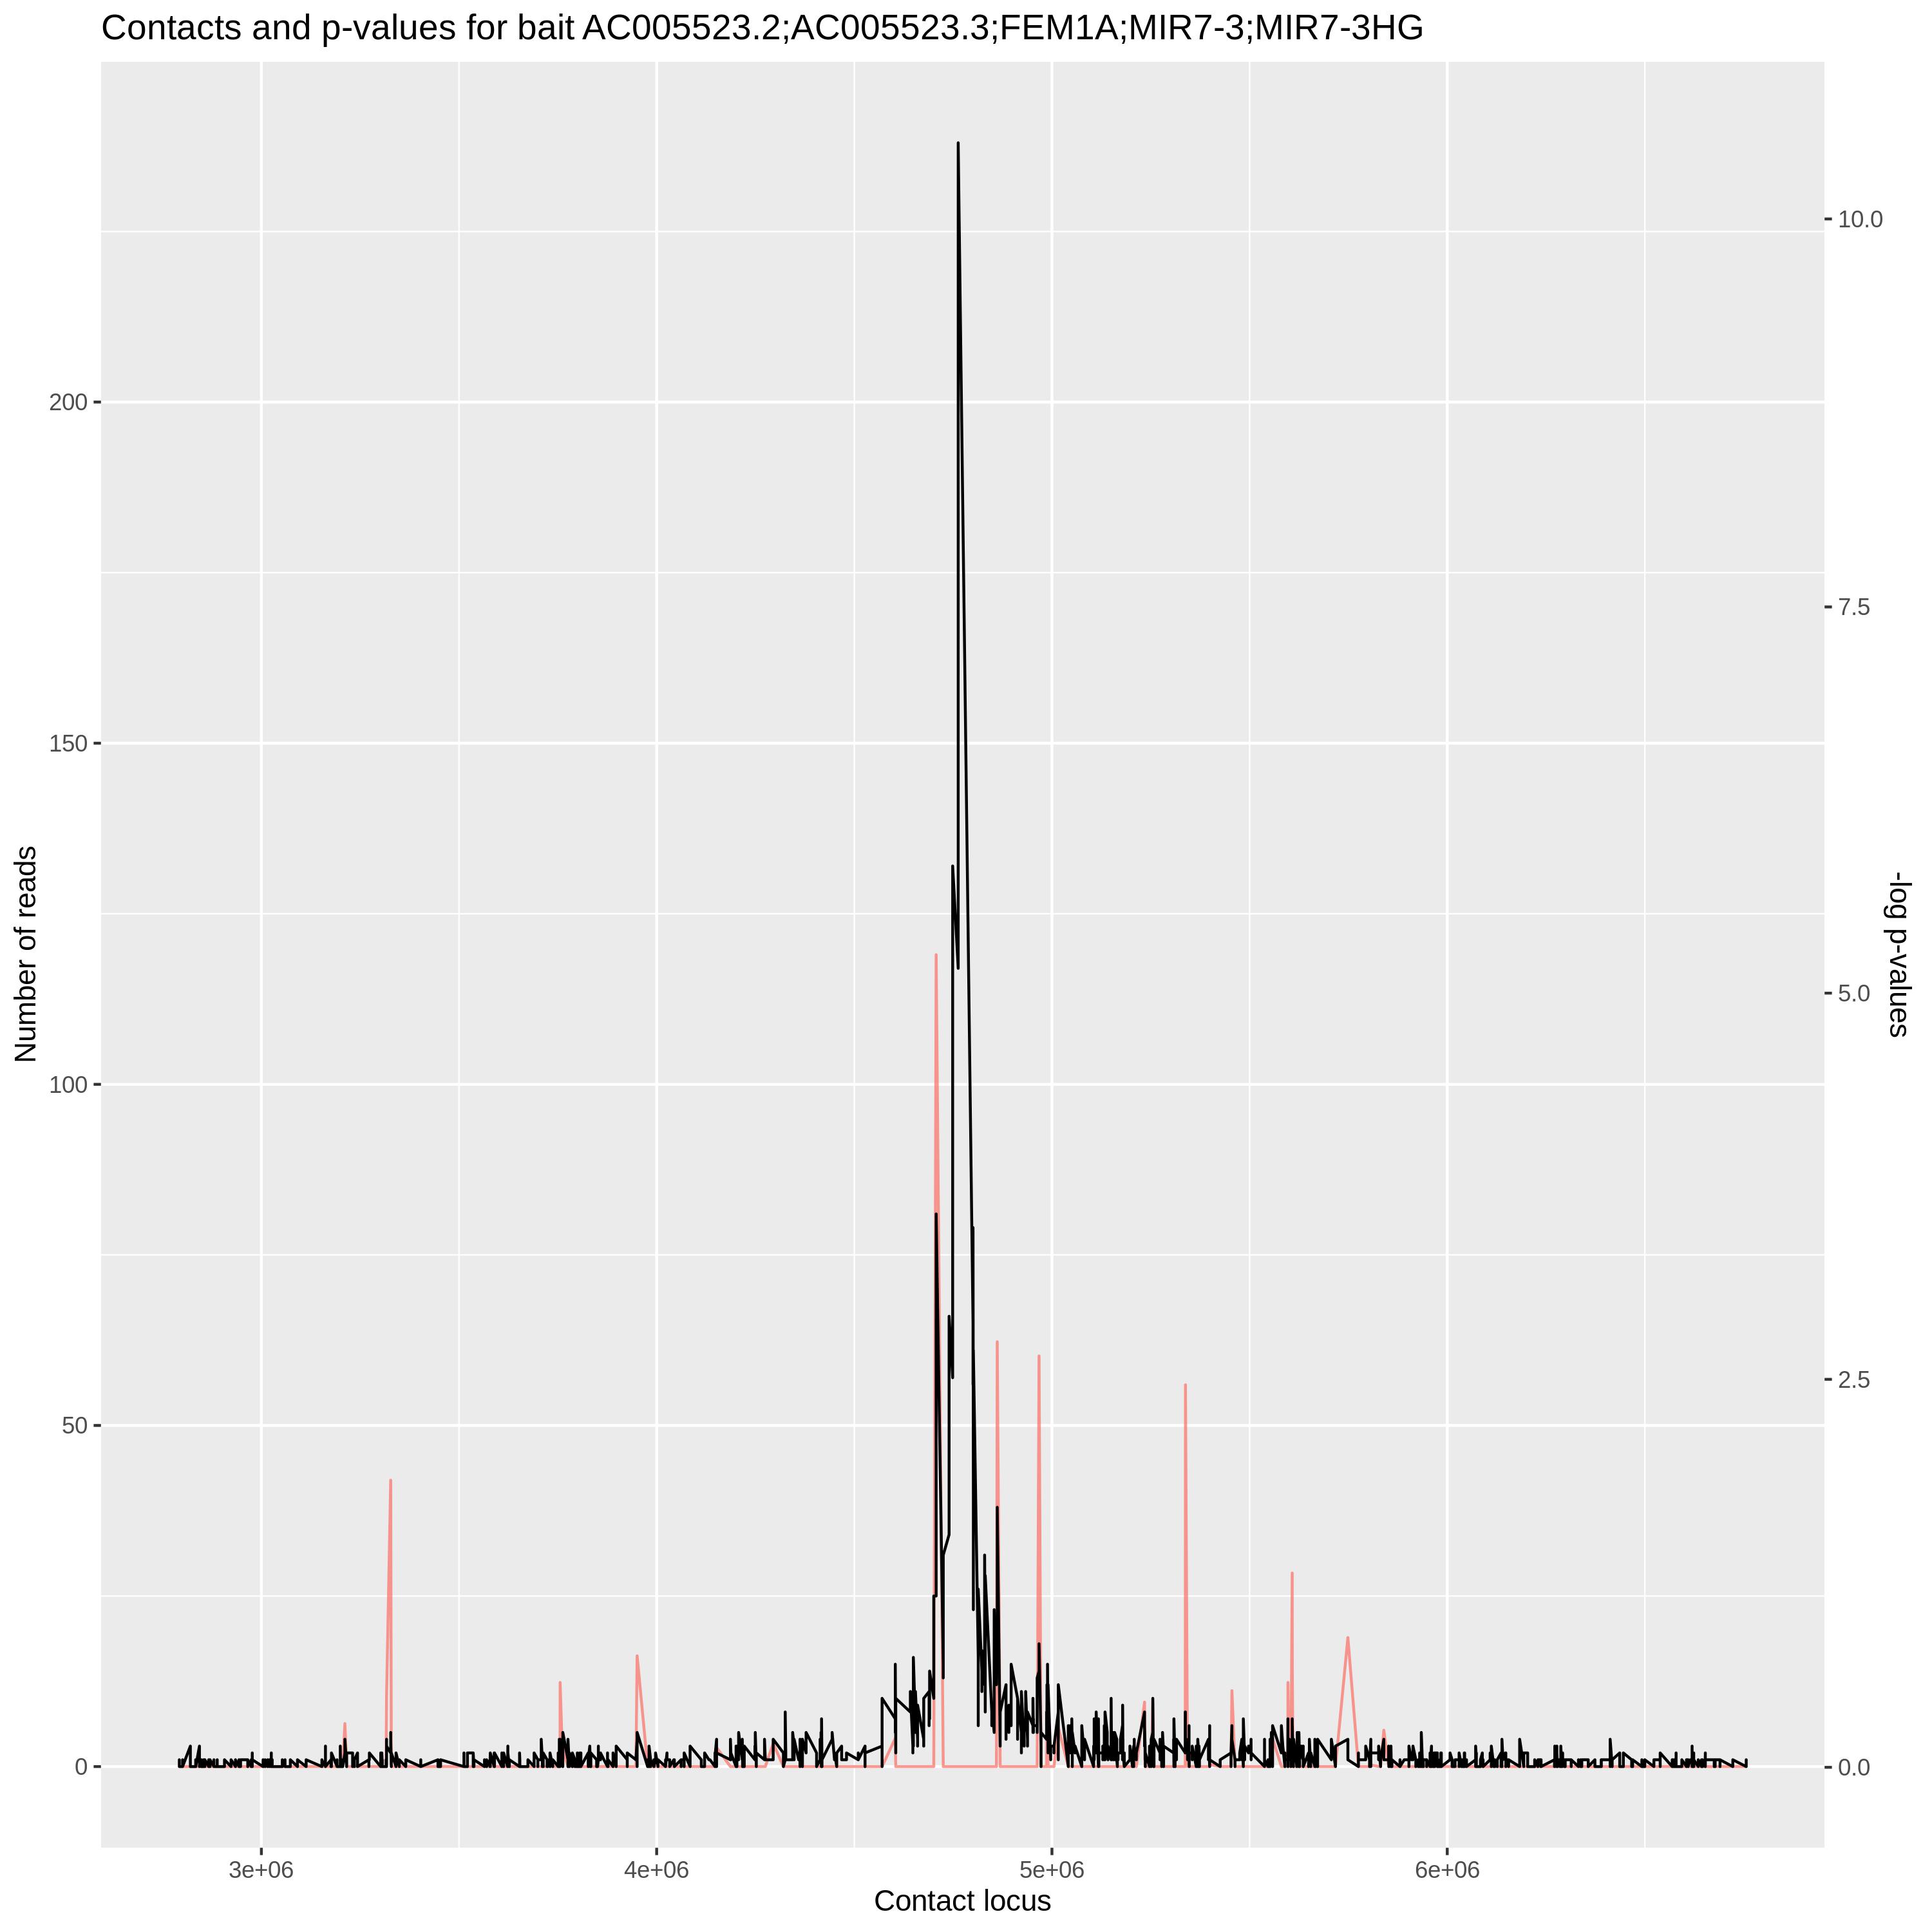 Contacts and p-values for bait AC005523.2;AC005523.3;FEM1A;MIR7-3;MIR7-3HG
Number of reads
200
150
100
50
0
10.0
7.5
5.0
2.5
0.0
-log p-values
3e+06
4e+06
5e+06
6e+06
Contact locus